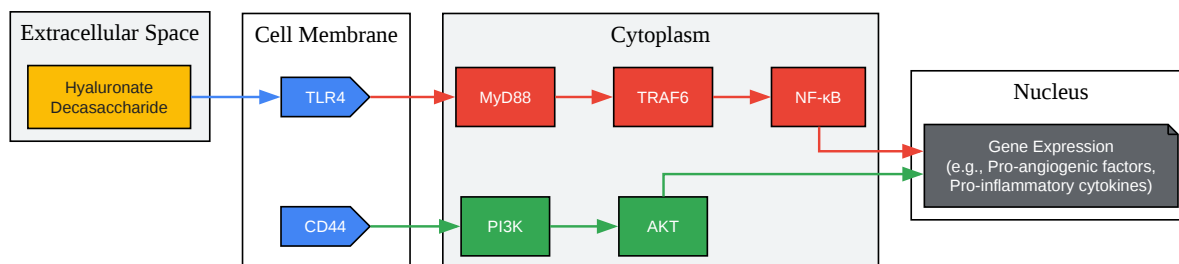 Extracellular Space
Hyaluronate
Decasaccharide
Cell Membrane
TLR4
CD44
Cytoplasm
MyD88
TRAF6
NF-κB
PI3K
AKT
Nucleus
Gene Expression
(e.g., Pro-angiogenic factors,
Pro-inflammatory cytokines)